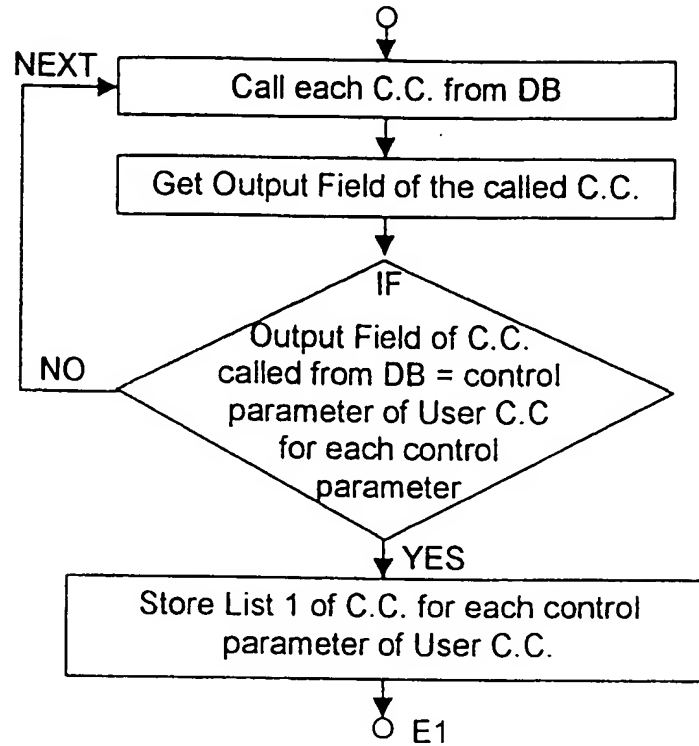 NEXT
Call each C.C. from DB
Get Output Field of the called C.C.
IF
Output Field of C.C.
called from DB = control
parameter of User C.C
for each control
parameter
NO
YES
Store List 1 of C.C. for each control
parameter of User C.C.
E1